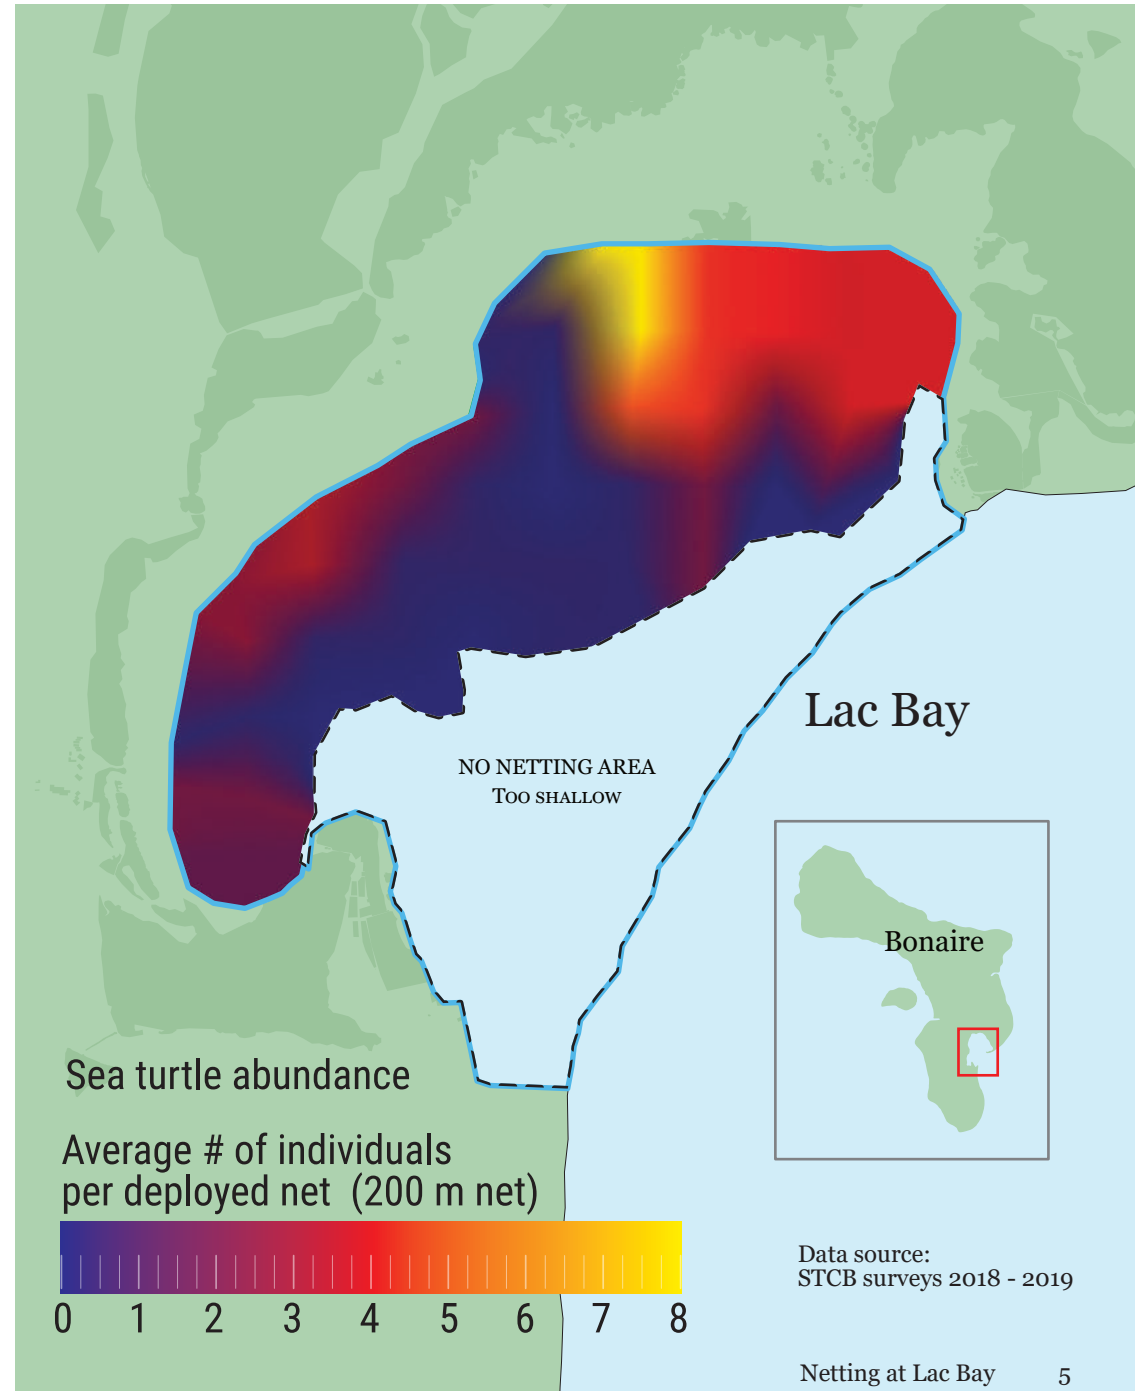 Lac Bay
NO NETTING AREA
Too shallow
Bonaire
Sea turtle abundance
Average # of individuals
per deployed net (200 m net)
0 1 2 3 4 5 6 7 8
Data source:
STCB surveys 2018 - 2019
Netting at Lac Bay 5